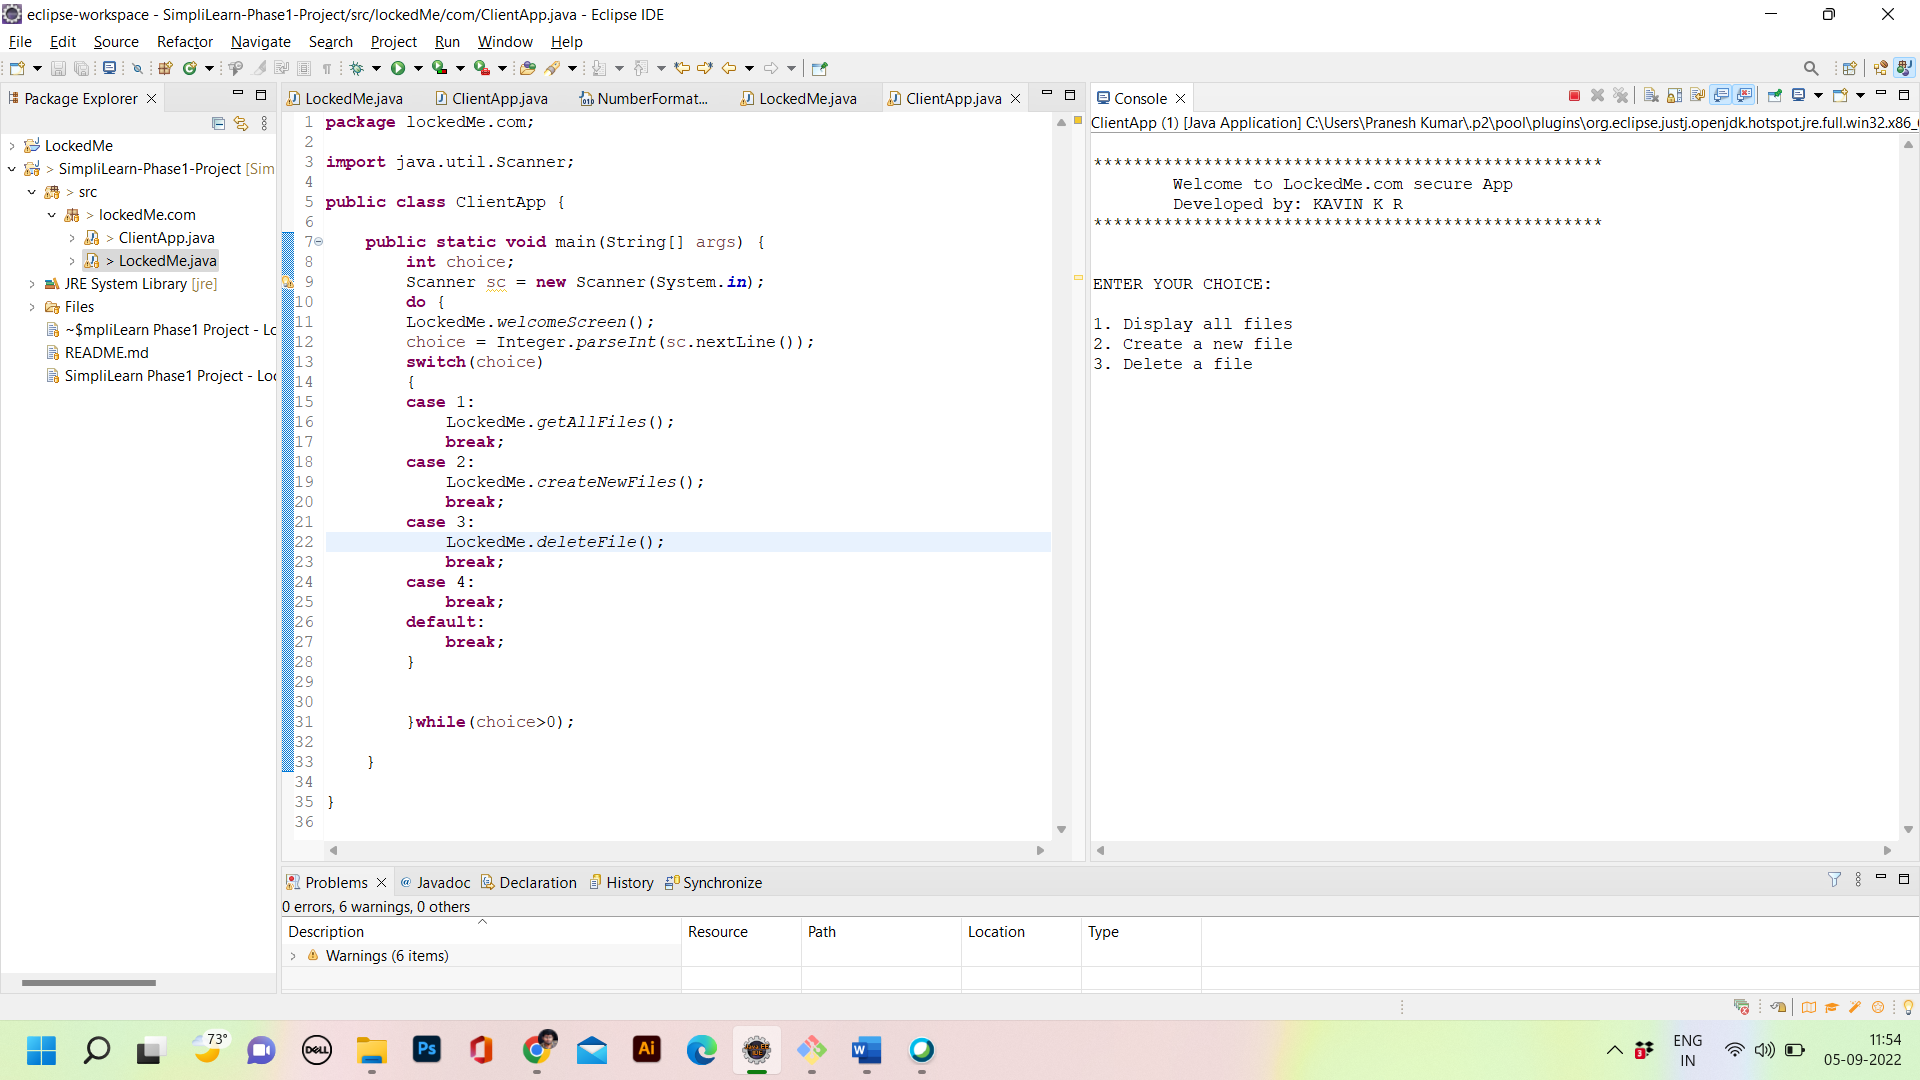 eclipse-workspace - SimpliLearn-Phase1-Project/src/lockedMe/com/ClientApp.java - Eclipse IDE
File Edit Source Refactor Navigate Search Project Run Window Help
Package Explorer
LockedMe
> SimpliLearn-Phase1-Project [Sim
> src
> lockedMe.com
> ClientApp.java
> LockedMe.java
JRE System Library [jre]
Files
~$mpliLearn Phase1 Project - Lo
README.md
SimpliLearn Phase1 Project - Loc
LockedMe.java ClientApp.java NumberFormat... LockedMe.java ClientApp.java
1 package lockedMe.com;
2
3 import java.util.Scanner;
4
5 public class ClientApp {
6
7 public static void main(String[] args) {
8 int choice;
9 Scanner sc = new Scanner(System.in);
10 do {
11 LockedMe.welcomeScreen();
12 choice = Integer.parseInt(sc.nextLine());
13 switch(choice)
14 {
15 case 1:
16 LockedMe.getAllFiles();
17 break;
18 case 2:
19 LockedMe.createNewFiles();
20 break;
21 case 3:
22 LockedMe.deleteFile();
23 break;
24 case 4:
25 break;
26 default:
27 break;
28 }
29
30
31 }while(choice>0);
32
33 }
34
35 }
36
Console
ClientApp (1) [Java Application] C:\Users\Pranesh Kumar\.p2\pool\plugins\org.eclipse.justj.openjdk.hotspot.jre.full.win32.x86_
***************************************************
Welcome to LockedMe.com secure App
Developed by: KAVIN K R
***************************************************
ENTER YOUR CHOICE:
1. Display all files
2. Create a new file
3. Delete a file
Problems @ Javadoc Declaration History Synchronize
0 errors, 6 warnings, 0 others
Description Resource Path Location Type
Warnings (6 items)
73°
DELL
Ps
Ai
W
3
ENG
IN
11:54
05-09-2022